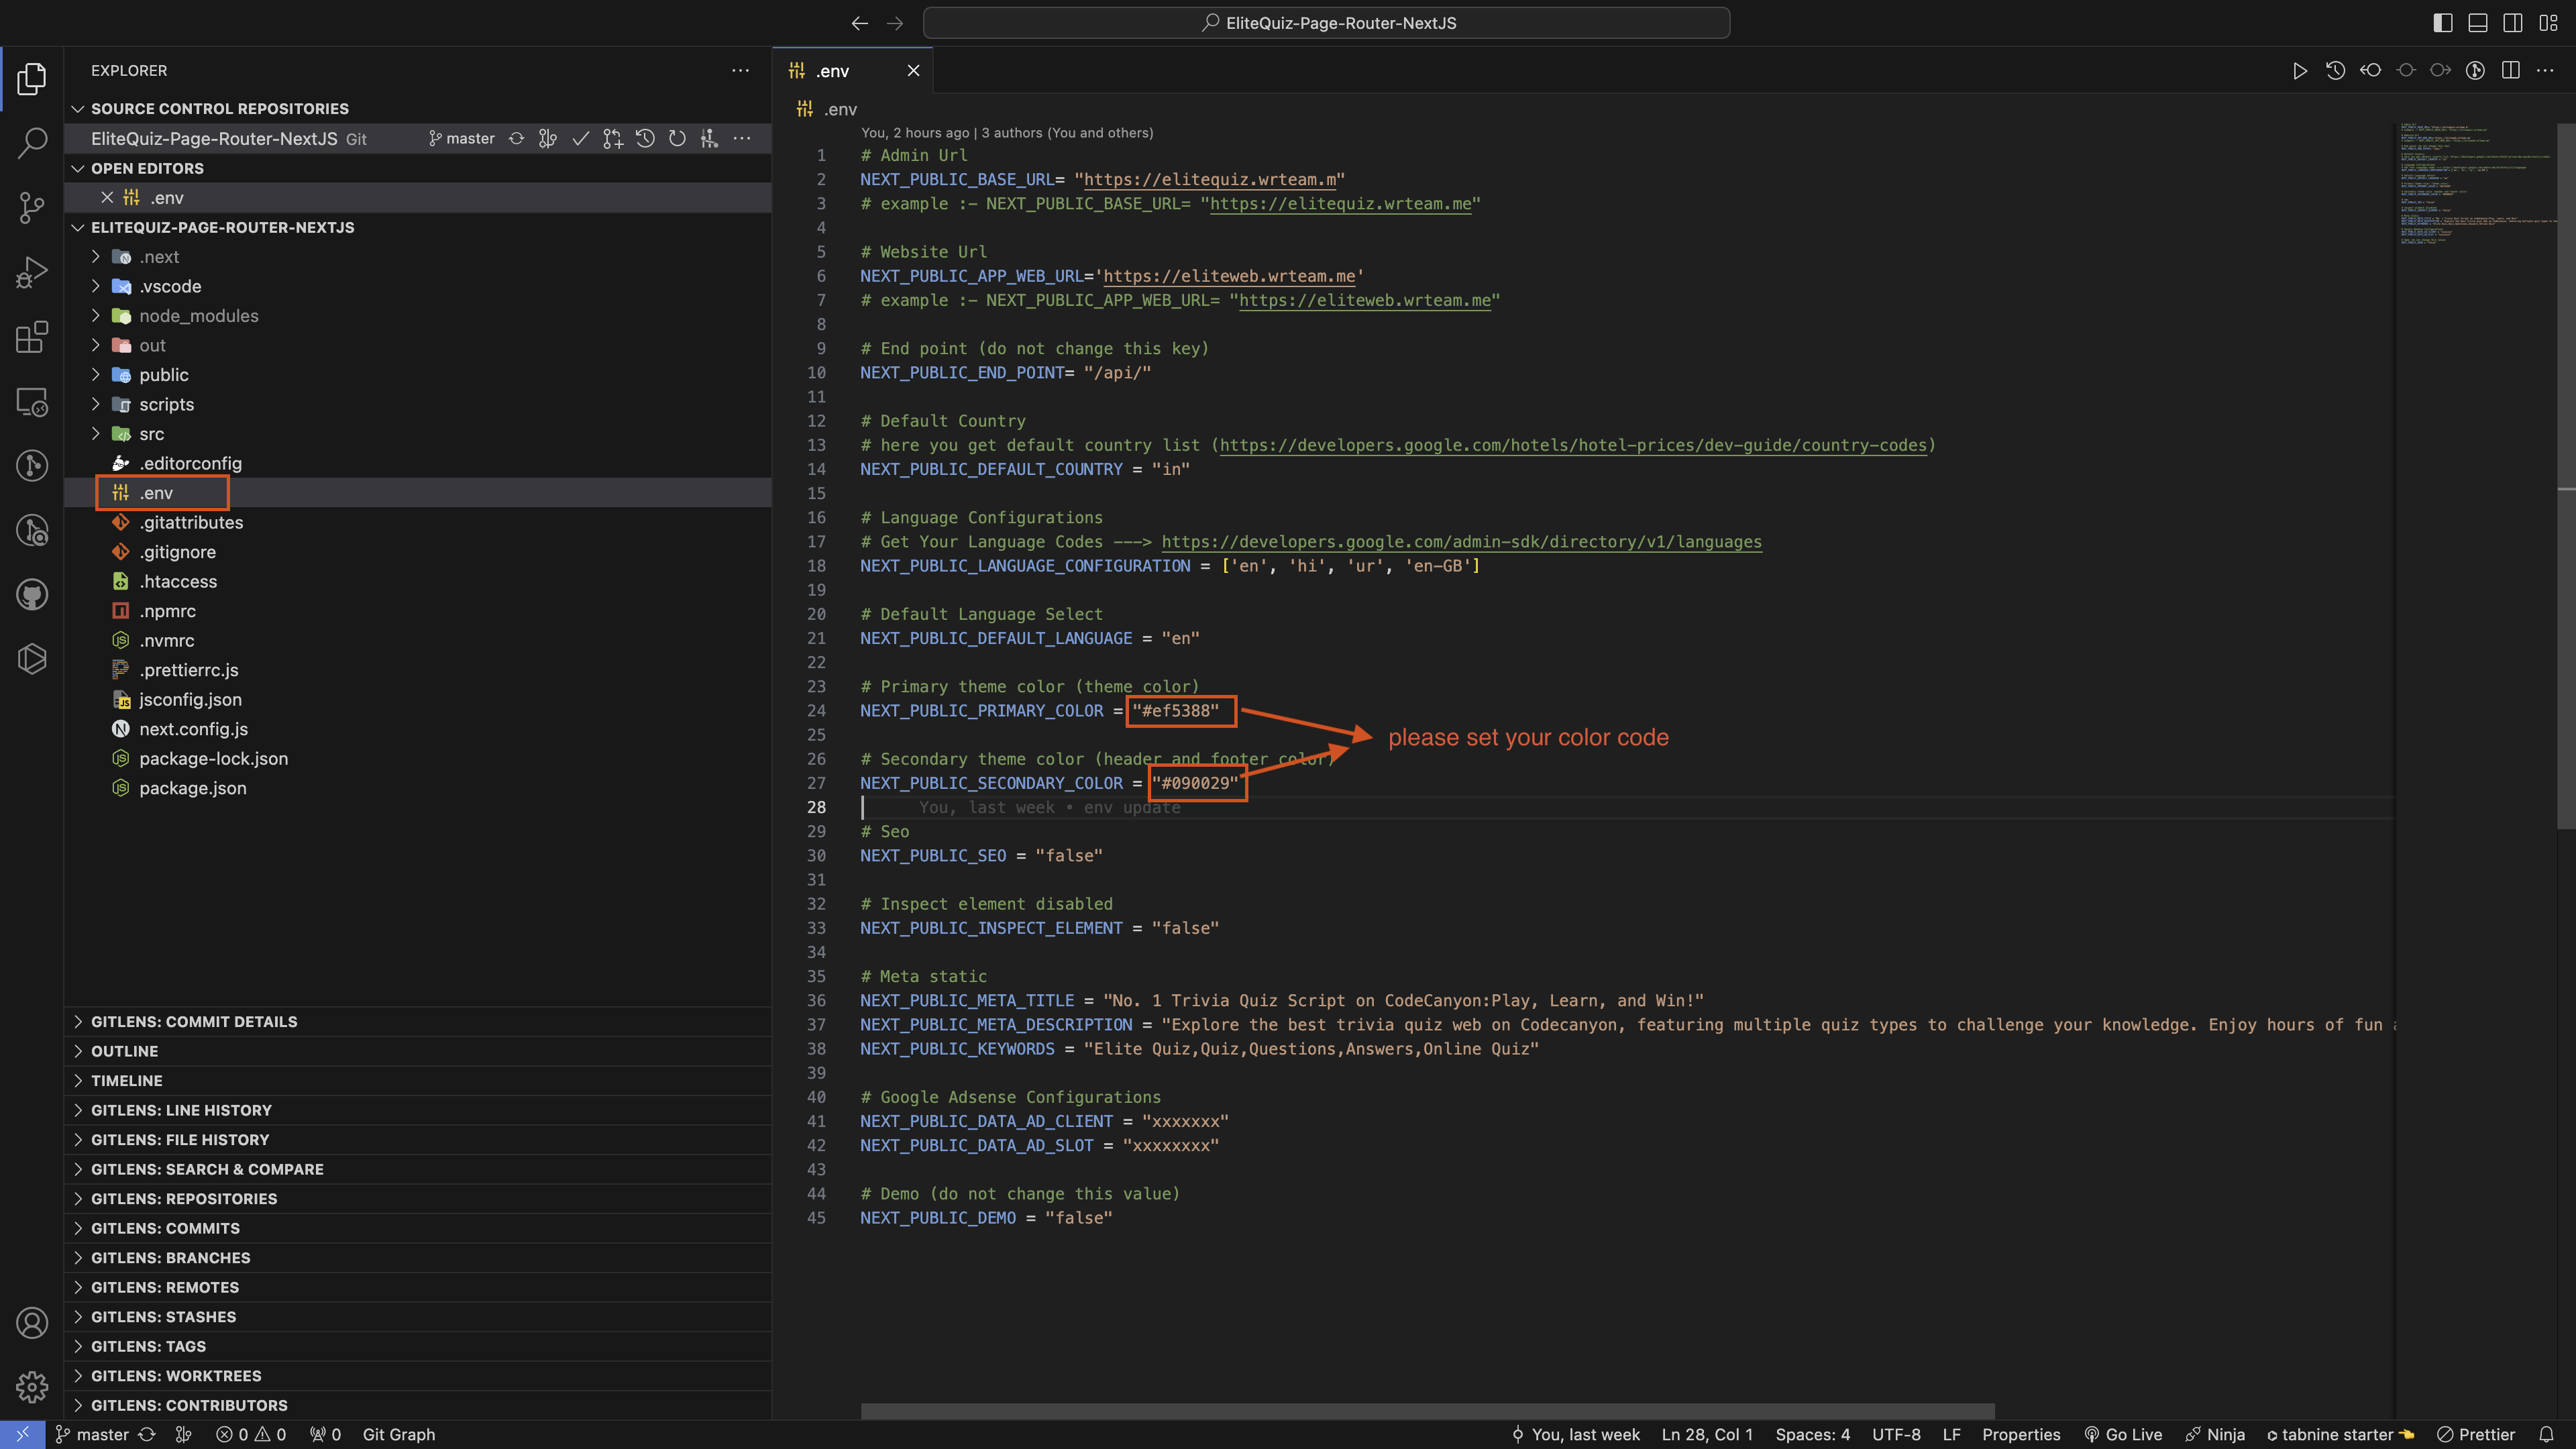 EliteQuiz-Page-Router-NextJS
EXPLORER
SOURCE CONTROL REPOSITORIES
EliteQuiz-Page-Router-NextJS Git master
OPEN EDITORS
.env
ELITEQUIZ-PAGE-ROUTER-NEXTJS
.next
.vscode
node_modules
out
public
scripts
src
.editorconfig
.env
.gitattributes
.gitignore
.htaccess
.npmrc
.nvmrc
.prettierrc.js
jsconfig.json
next.config.js
package-lock.json
package.json
GITLENS: COMMIT DETAILS
OUTLINE
TIMELINE
GITLENS: LINE HISTORY
GITLENS: FILE HISTORY
GITLENS: SEARCH & COMPARE
GITLENS: REPOSITORIES
GITLENS: COMMITS
GITLENS: BRANCHES
GITLENS: REMOTES
GITLENS: STASHES
GITLENS: TAGS
GITLENS: WORKTREES
GITLENS: CONTRIBUTORS
.env
.env
You, 2 hours ago | 3 authors (You and others)
1 # Admin Url
2 NEXT_PUBLIC_BASE_URL= "https://elitequiz.wrteam.m"
3 # example :- NEXT_PUBLIC_BASE_URL= "https://elitequiz.wrteam.me"
4
5 # Website Url
6 NEXT_PUBLIC_APP_WEB_URL='https://eliteweb.wrteam.me'
7 # example :- NEXT_PUBLIC_APP_WEB_URL= "https://eliteweb.wrteam.me"
8
9 # End point (do not change this key)
10 NEXT_PUBLIC_END_POINT= "/api/"
11
12 # Default Country
13 # here you get default country list (https://developers.google.com/hotels/hotel-prices/dev-guide/country-codes)
14 NEXT_PUBLIC_DEFAULT_COUNTRY = "in"
15
16 # Language Configurations
17 # Get Your Language Codes ---> https://developers.google.com/admin-sdk/directory/v1/languages
18 NEXT_PUBLIC_LANGUAGE_CONFIGURATION = ['en', 'hi', 'ur', 'en-GB']
19
20 # Default Language Select
21 NEXT_PUBLIC_DEFAULT_LANGUAGE = "en"
22
23 # Primary theme color (theme color)
24 NEXT_PUBLIC_PRIMARY_COLOR = "#ef5388"
25
please set your color code
26 # Secondary theme color (header and footer color)
27 NEXT_PUBLIC_SECONDARY_COLOR = "#090029"
28 You, last week • env update
29 # Seo
30 NEXT_PUBLIC_SEO = "false"
31
32 # Inspect element disabled
33 NEXT_PUBLIC_INSPECT_ELEMENT = "false"
34
35 # Meta static
36 NEXT_PUBLIC_META_TITLE = "No. 1 Trivia Quiz Script on CodeCanyon:Play, Learn, and Win!"
37 NEXT_PUBLIC_META_DESCRIPTION = "Explore the best trivia quiz web on Codecanyon, featuring multiple quiz types to challenge your knowledge. Enjoy hours of fun
38 NEXT_PUBLIC_KEYWORDS = "Elite Quiz,Quiz,Questions,Answers,Online Quiz"
39
40 # Google Adsense Configurations
41 NEXT_PUBLIC_DATA_AD_CLIENT = "xxxxxxx"
42 NEXT_PUBLIC_DATA_AD_SLOT = "xxxxxxxx"
43
44 # Demo (do not change this value)
45 NEXT_PUBLIC_DEMO = "false"
master 0 0 0 Git Graph You, last week Ln 28, Col 1 Spaces: 4 UTF-8 LF Properties Go Live Ninja tabnine starter Prettier